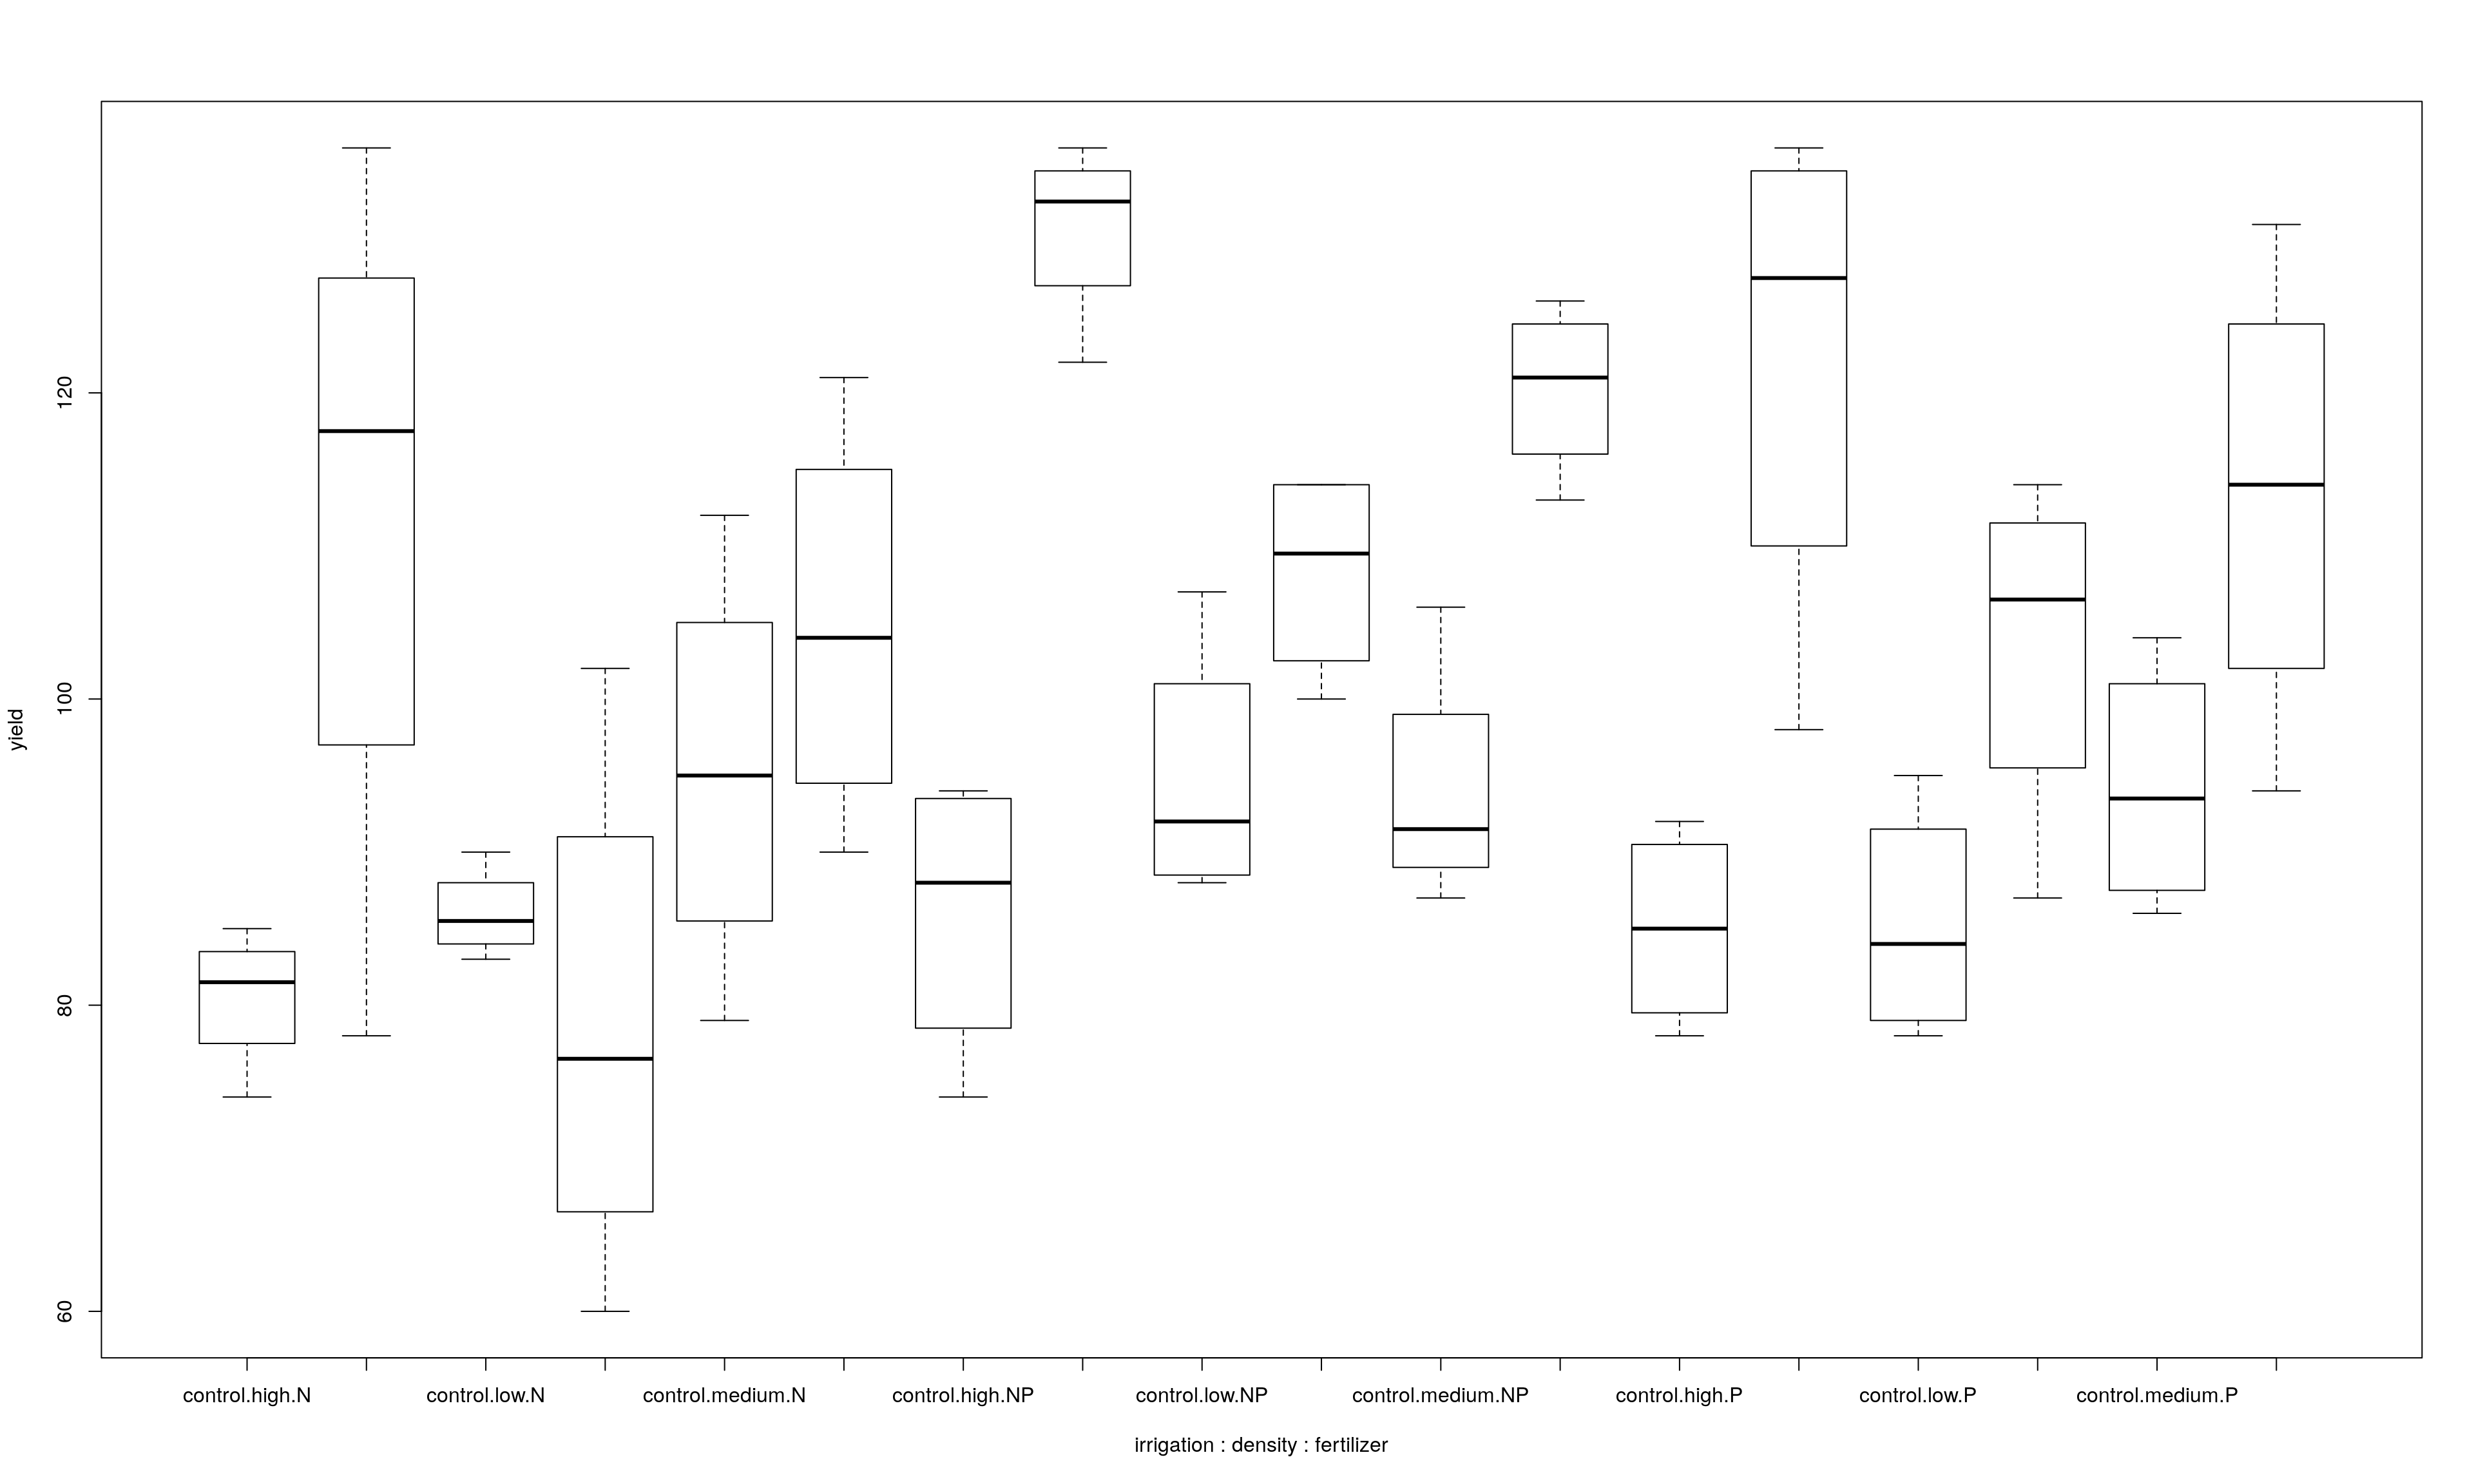 yield
120
100
80
60
control.high.N control.low.N control.medium.N control.high.NP control.low.NP control.medium.NP control.high.P control.low.P control.medium.P
irrigation : density : fertilizer